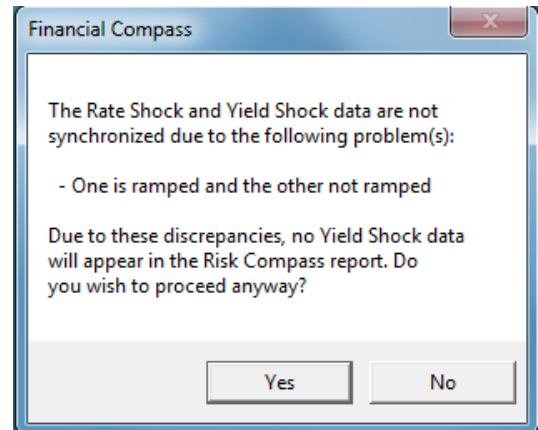 Financial Compass
X
The Rate Shock and Yield Shock data are not
synchronized due to the following problem(s):
- One is ramped and the other not ramped
Due to these discrepancies, no Yield Shock data
will appear in the Risk Compass report. Do
you wish to proceed anyway?
Yes
No